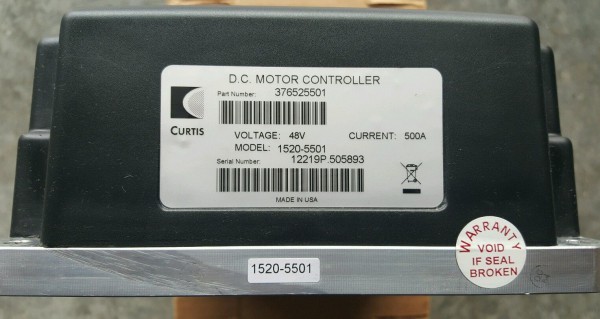 D.C. MOTOR CONTROLLER
Part Number: 376525501
CURTIS
VOLTAGE: 48V CURRENT: 500A
MODEL: 1520-5501
Serial Number: 12219P.505893
MADE IN USA
1520-5501
WARRANTY
VOID
IF SEAL
BROKEN